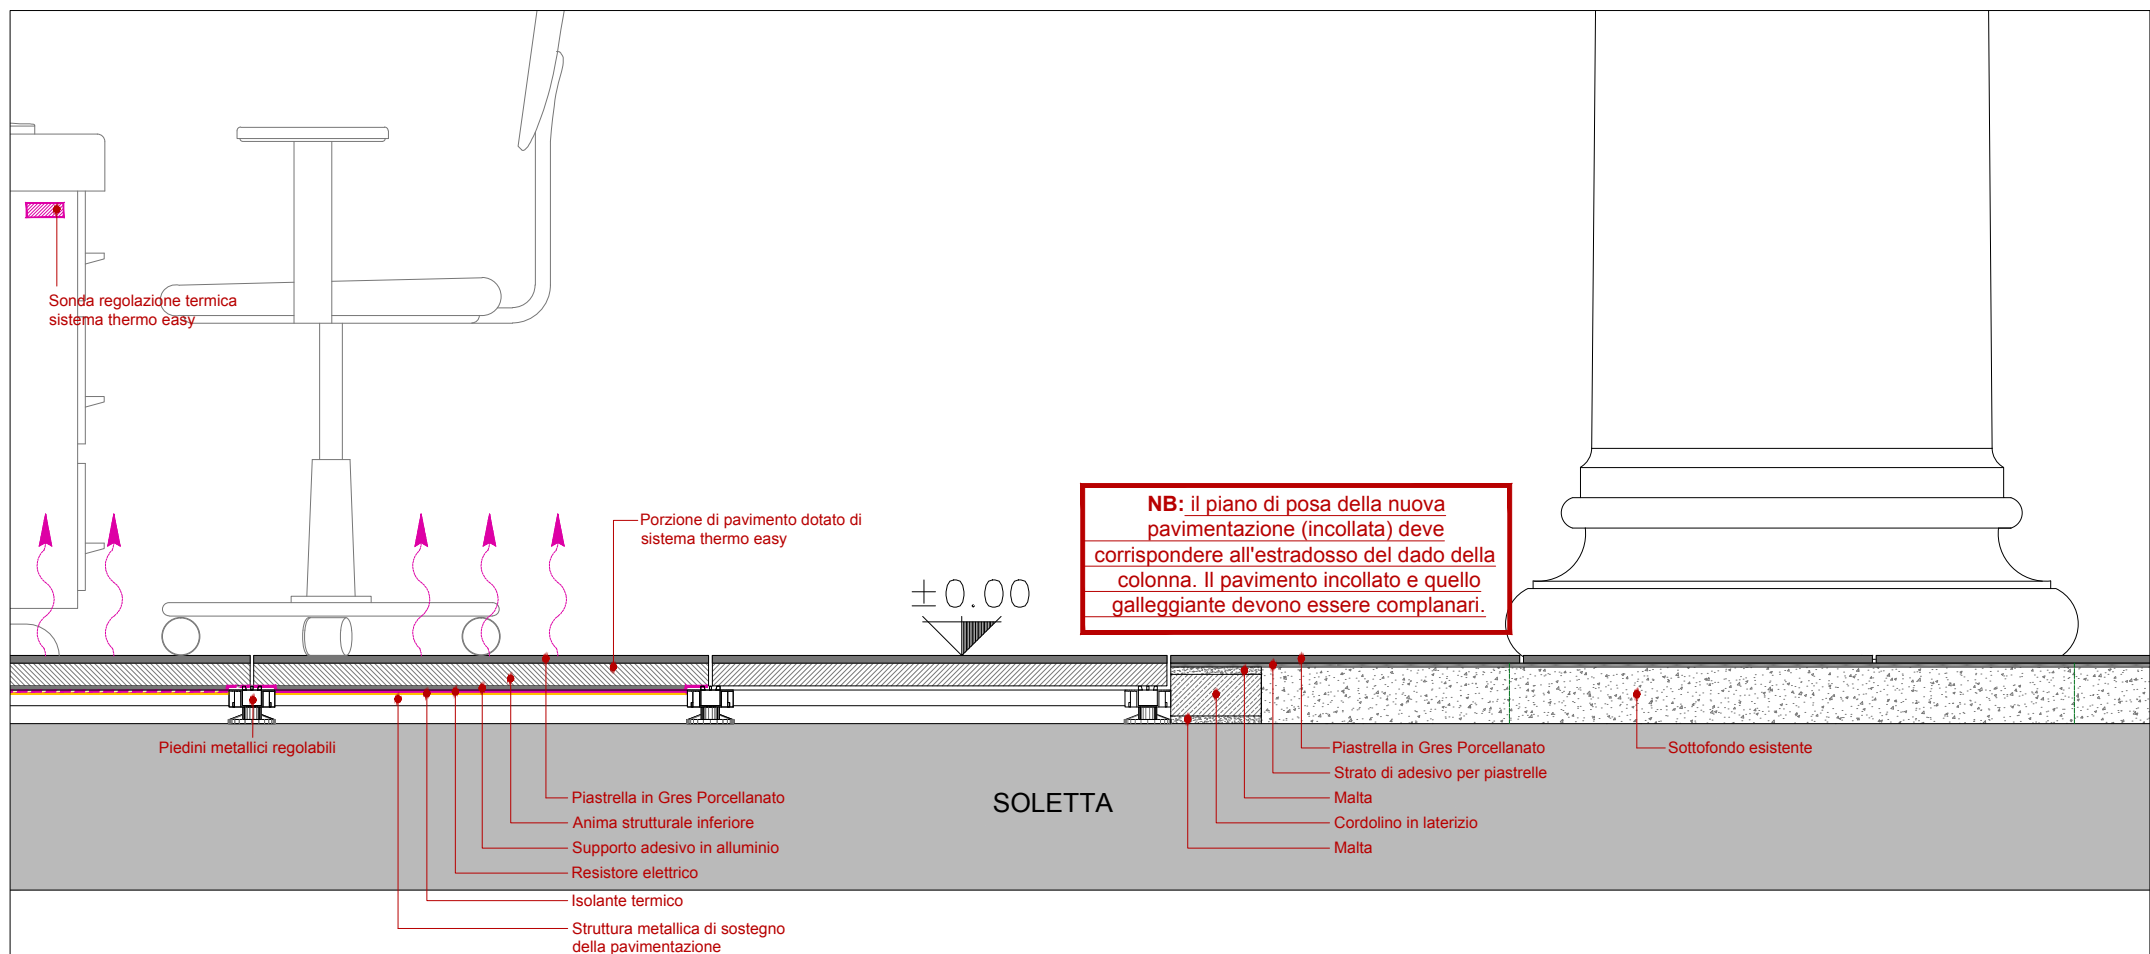 Sonda regolazione termica
sistema thermo easy
Porzione di pavimento dotato di
sistema thermo easy
±0.00
NB: il piano di posa della nuova
pavimentazione (incollata) deve
corrispondere all'estradosso del dado della
colonna. Il pavimento incollato e quello
galleggiante devono essere complanari.
Piedini metallici regolabili
Piastrella in Gres Porcellanato
Anima strutturale inferiore
Supporto adesivo in alluminio
Resistore elettrico
Isolante termico
Struttura metallica di sostegno
della pavimentazione
SOLETTA
Piastrella in Gres Porcellanato
Strato di adesivo per piastrelle
Malta
Cordolino in laterizio
Malta
Sottofondo esistente